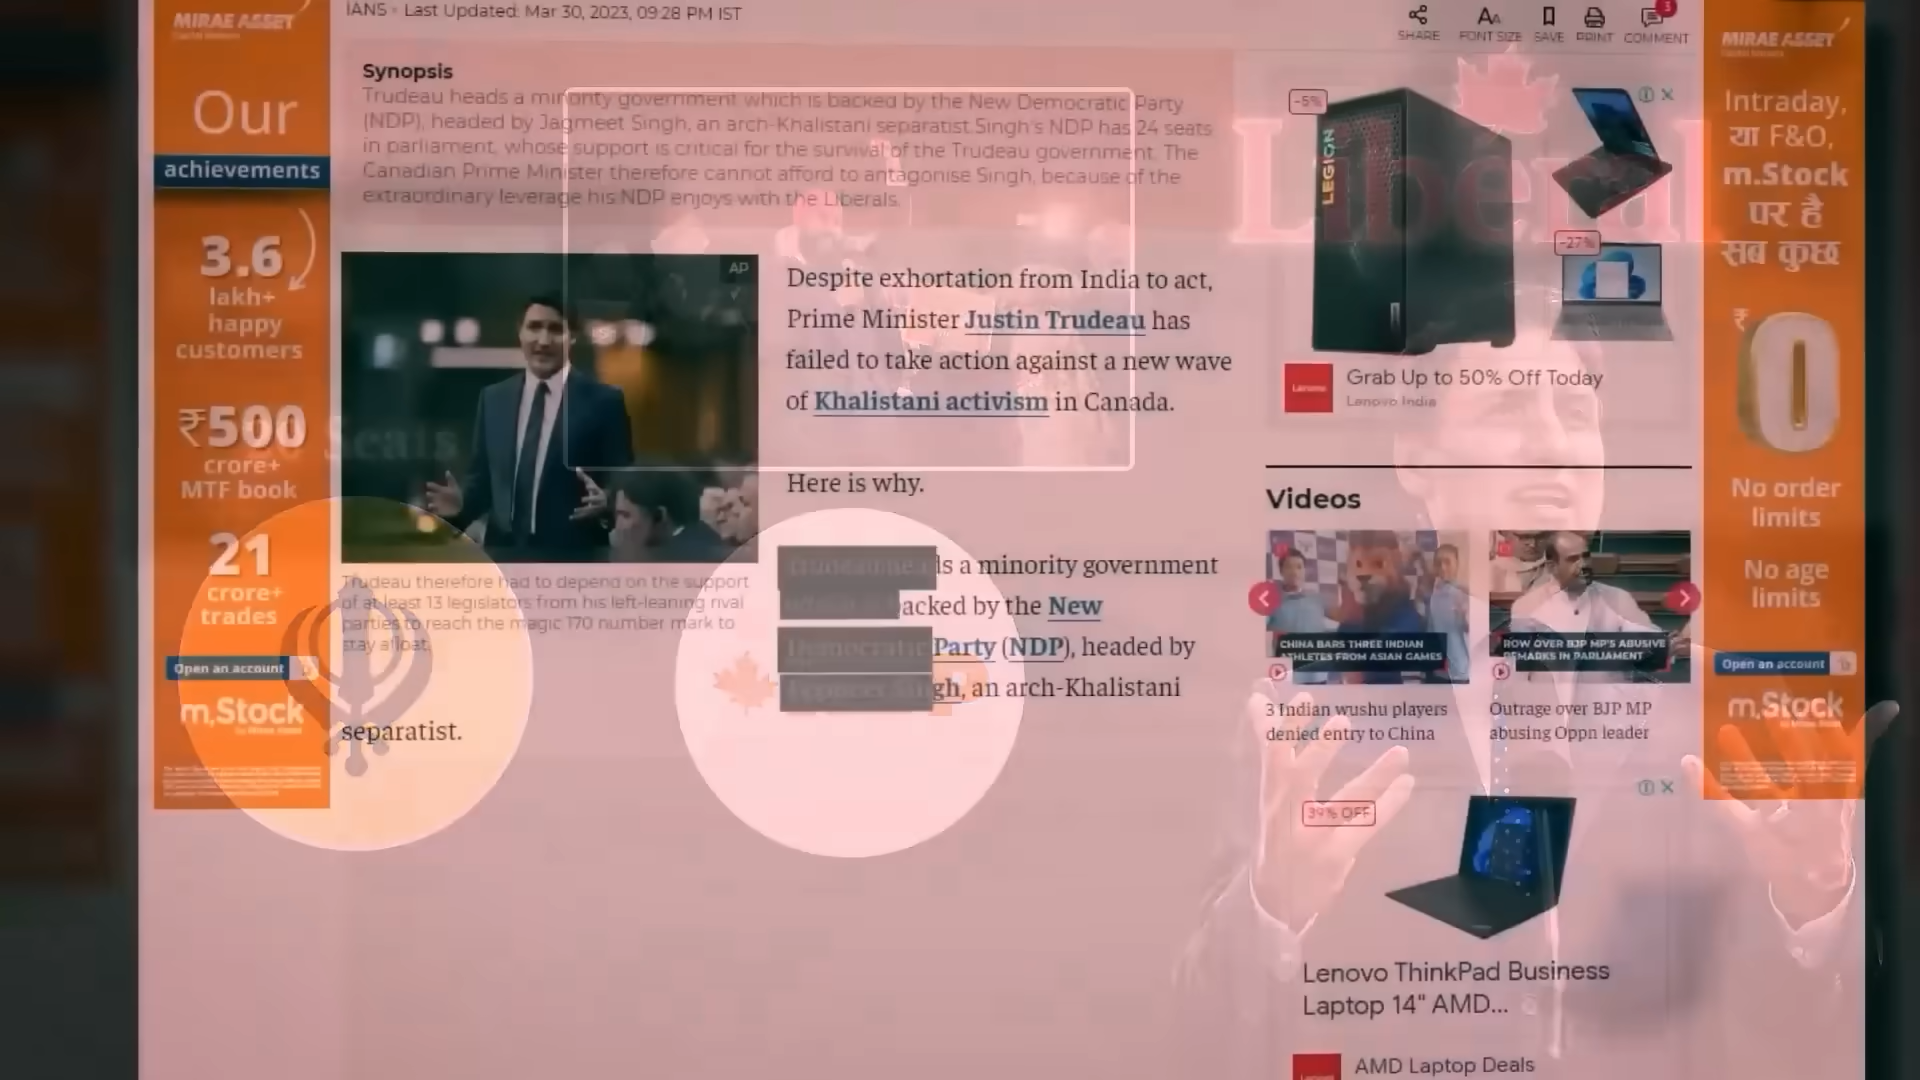 MIRAE ASSET
Our
achievements
3.6
lakh+
happy
customers
₹500
crore+
MTF book
21
crore+
trades
Open an account
m.Stock
IANS • Last Updated: Mar 30, 2023, 09:28 PM IST
SHARE
FONT SIZE
SAVE
PRINT
COMMENT
3
Synopsis
Trudeau heads a minority government which is backed by the New Democratic Party
(NDP), headed by Jagmeet Singh, an arch-Khalistani separatist.Singh's NDP has 24 seats
in parliament, whose support is critical for the survival of the Trudeau government. The
Canadian Prime Minister therefore cannot afford to antagonise Singh, because of the
extraordinary leverage his NDP enjoys with the Liberals.
AP
Seats
Trudeau therefore had to depend on the support
of at least 13 legislators from his left-leaning rival
parties to reach the magic 170 number mark to
stay afloat.
Despite exhortation from India to act,
Prime Minister Justin Trudeau has
failed to take action against a new wave
of Khalistani activism in Canada.
Here is why.
ds a minority government
backed by the New
Democratic Party (NDP), headed by
Singh, an arch-Khalistani
separatist.
Liberal
-5%
LEGION
-27%
Lenovo
Grab Up to 50% Off Today
Lenovo India
Videos
CHINA BARS THREE INDIAN
ATHLETES FROM ASIAN GAMES
3 Indian wushu players
denied entry to China
ROW OVER BJP MP'S ABUSIVE
REMARKS IN PARLIAMENT
Outrage over BJP MP
abusing Oppn leader
39% OFF
Lenovo ThinkPad Business
Laptop 14" AMD...
AMD Laptop Deals
MIRAE ASSET
Intraday,
या F&O,
m.Stock
पर है
सब कुछ
₹0
No order
limits
No age
limits
Open an account
m.Stock